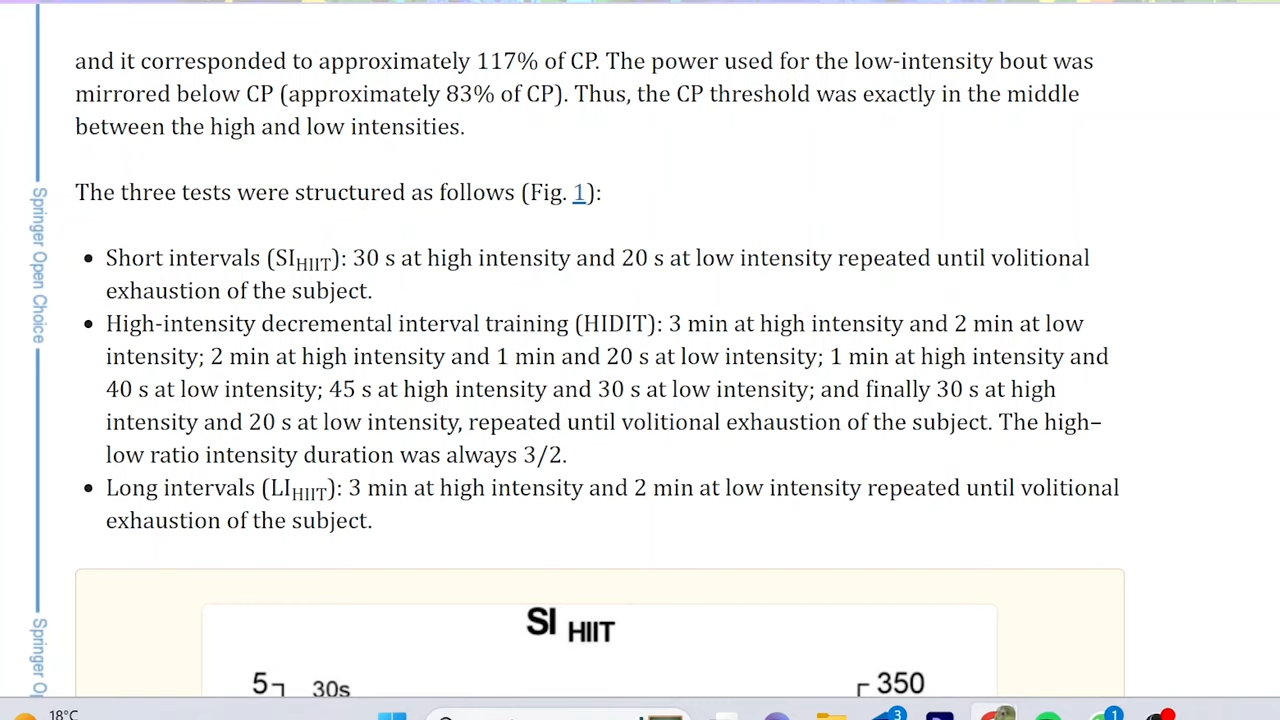 and it corresponded to approximately 117% of CP. The power used for the low-intensity bout was
mirrored below CP (approximately 83% of CP). Thus, the CP threshold was exactly in the middle
between the high and low intensities.
The three tests were structured as follows (Fig. 1):
• Short intervals (SIHIIT): 30 s at high intensity and 20 s at low intensity repeated until volitional
exhaustion of the subject.
• High-intensity decremental interval training (HIDIT): 3 min at high intensity and 2 min at low
intensity; 2 min at high intensity and 1 min and 20 s at low intensity; 1 min at high intensity and
40 s at low intensity; 45 s at high intensity and 30 s at low intensity; and finally 30 s at high
intensity and 20 s at low intensity, repeated until volitional exhaustion of the subject. The high–
low ratio intensity duration was always 3/2.
• Long intervals (LIHIIT): 3 min at high intensity and 2 min at low intensity repeated until volitional
exhaustion of the subject.
Springer Open Choice
Springer O
SI HIIT
5 30s 350
18°C
3
1